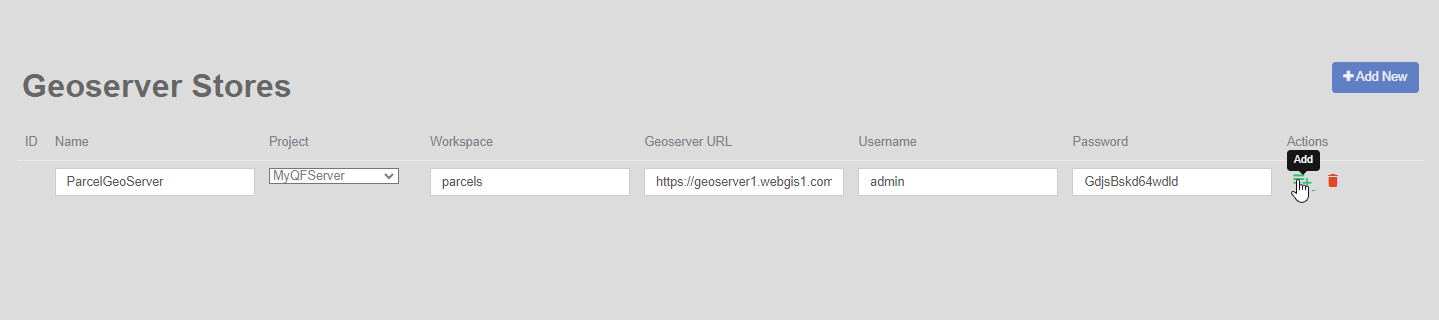 Geoserver Stores
Add New
ID Name Project Workspace Geoserver URL Username Password Actions
Add
ParcelGeoServer MyQFServer parcels https://geoserver1.webgis1.com admin GdjsBskd64wdld